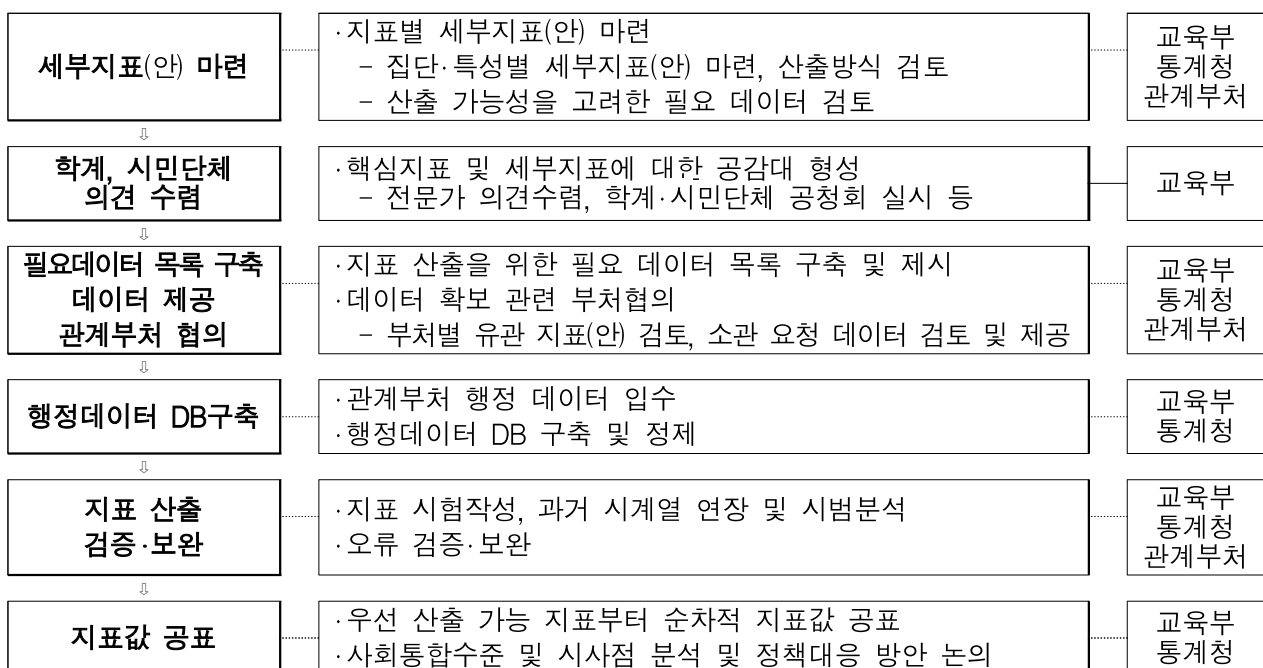 세부지표(안) 마련
·지표별 세부지표(안) 마련
- 집단·특성별 세부지표(안) 마련, 산출방식 검토
- 산출 가능성을 고려한 필요 데이터 검토
교육부
통계청
관계부처
⇩
학계, 시민단체
의견 수렴
·핵심지표 및 세부지표에 대한 공감대 형성
- 전문가 의견수렴, 학계·시민단체 공청회 실시 등
교육부
⇩
필요데이터 목록 구축
데이터 제공
관계부처 협의
·지표 산출을 위한 필요 데이터 목록 구축 및 제시
·데이터 확보 관련 부처협의
- 부처별 유관 지표(안) 검토, 소관 요청 데이터 검토 및 제공
교육부
통계청
관계부처
⇩
행정데이터 DB구축
·관계부처 행정 데이터 입수
·행정데이터 DB 구축 및 정제
교육부
통계청
⇩
지표 산출
검증·보완
·지표 시험작성, 과거 시계열 연장 및 시범분석
·오류 검증·보완
교육부
통계청
관계부처
⇩
지표값 공표
·우선 산출 가능 지표부터 순차적 지표값 공표
·사회통합수준 및 시사점 분석 및 정책대응 방안 논의
교육부
통계청